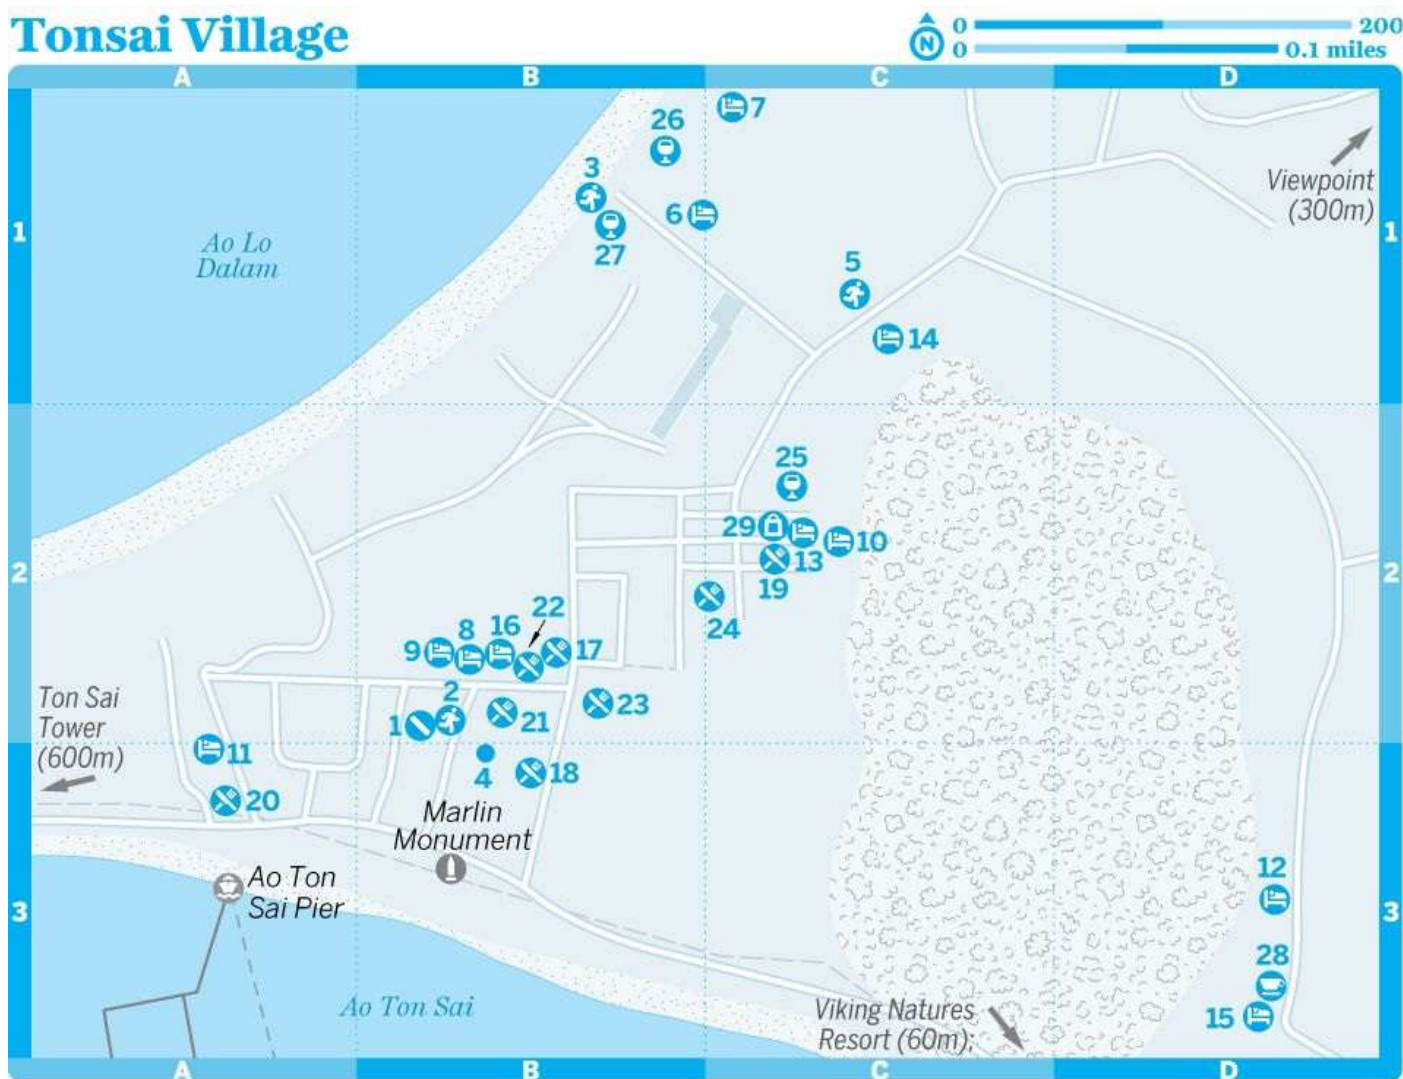 Tonsai Village
N
0
200
0
0.1 miles
A
B
C
D
26
7
3
Viewpoint
(300m)
6
1
1
Ao Lo
Dalam
27
5
14
25
29
10
13
2
2
19
22
24
8
16
9
17
Ton Sai
Tower
(600m)
2
23
1
21
11
4
18
20
Marlin
Monument
12
Ao Ton
Sai Pier
3
3
28
Ao Ton Sai
Viking Natures
Resort (60m);
15
A
B
C
D